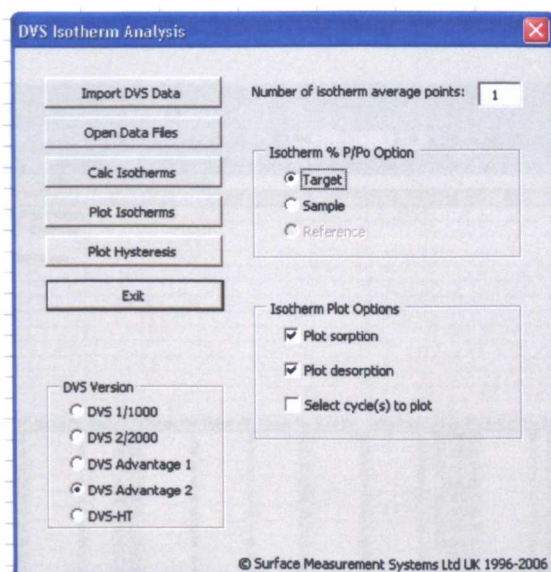 DVS Isotherm Analysis
Import DVS Data
Open Data Files
Calc Isotherms
Plot Isotherms
Plot Hysteresis
Exit
DVS Version
DVS 1/1000
DVS 2/2000
DVS Advantage 1
DVS Advantage 2
DVS-HT
Number of isotherm average points: 1
Isotherm % P/Po Option
Target
Sample
Reference
Isotherm Plot Options
Plot sorption
Plot desorption
Select cycle(s) to plot
© Surface Measurement Systems Ltd UK 1996-2006